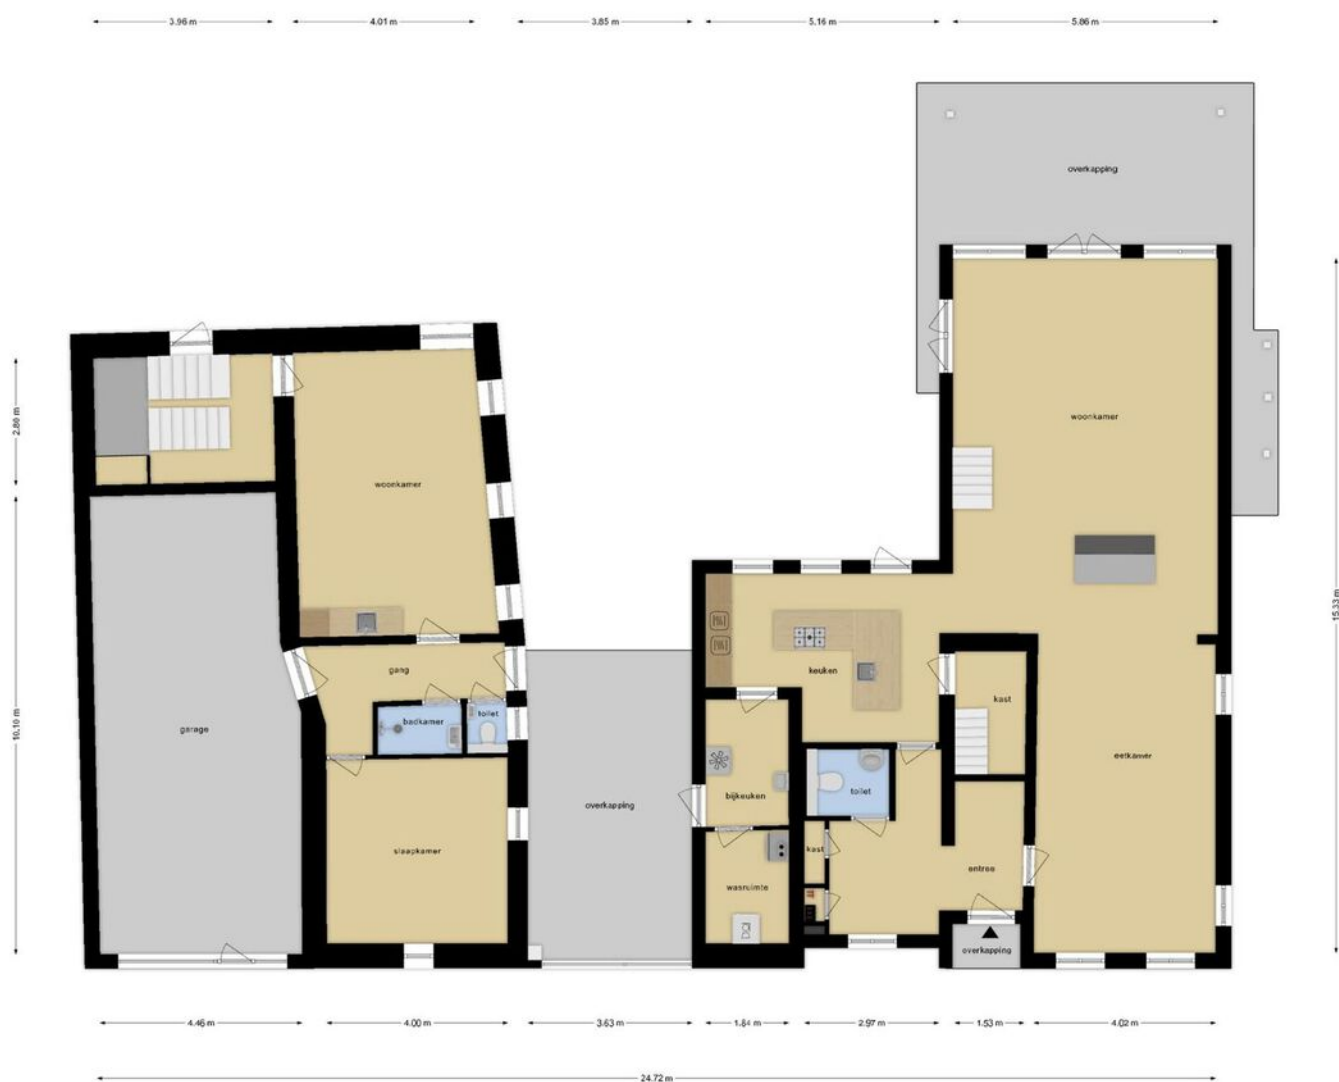 3.96 m
4.01 m
3.85 m
5.16 m
5.86 m
overkapping
2.86 m
woonkamer
woonkamer
15.33 m
10.10 m
garage
gang
badkamer
toilet
keuken
kast
eetkamer
slaapkamer
overkapping
bijkeuken
toilet
kast
wasruimte
entree
overkapping
4.46 m
4.00 m
3.63 m
1.84 m
2.97 m
1.53 m
4.02 m
24.72 m